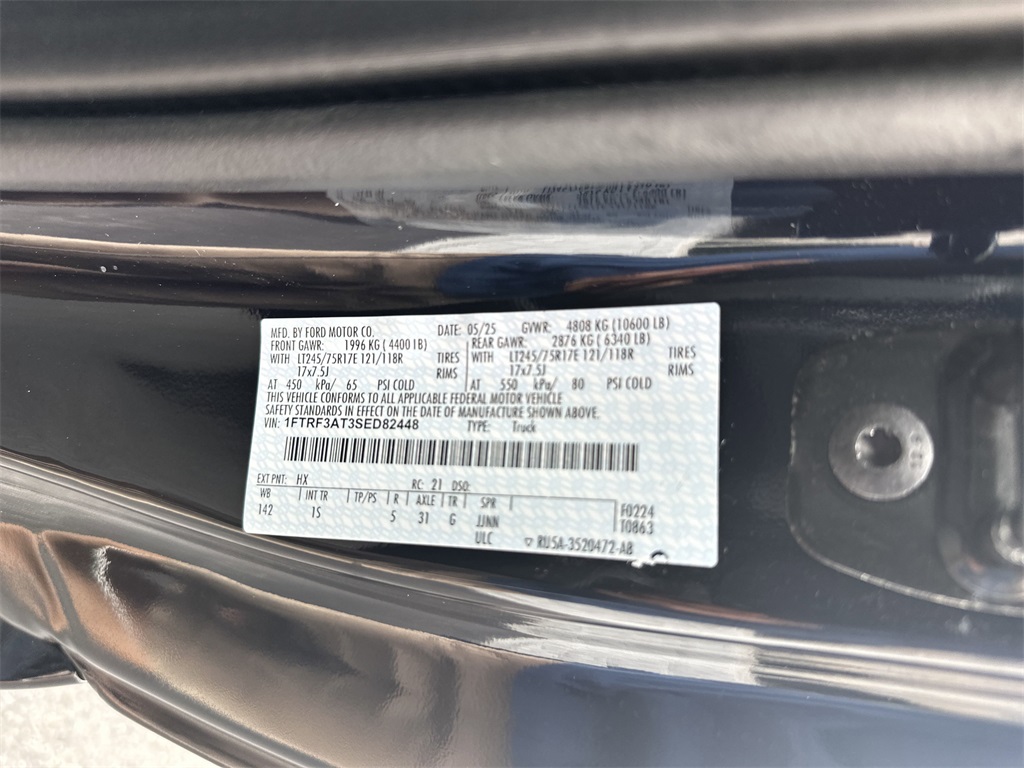 MFD. BY FORD MOTOR CO. DATE: 05/25 GVWR: 4808 KG (10600 LB)
FRONT GAWR: 1996 KG ( 4400 LB) REAR GAWR: 2876 KG ( 6340 LB)
WITH LT245/75R17E 121/118R TIRES WITH LT245/75R17E 121/118R TIRES
17x7.5J RIMS 17x7.5J RIMS
AT 450 kPa/ 65 PSI COLD AT 550 kPa/ 80 PSI COLD
THIS VEHICLE CONFORMS TO ALL APPLICABLE FEDERAL MOTOR VEHICLE
SAFETY STANDARDS IN EFFECT ON THE DATE OF MANUFACTURE SHOWN ABOVE.
VIN: 1FTRF3AT3SED82448 TYPE: Truck
EXT PNT: HX RC: 21 DSO:
WB INT TR TP/PS R AXLE TR SPR F0224
142 1S 5 31 G JJNN T0863
ULC ▽ RU5A-3520472-AB